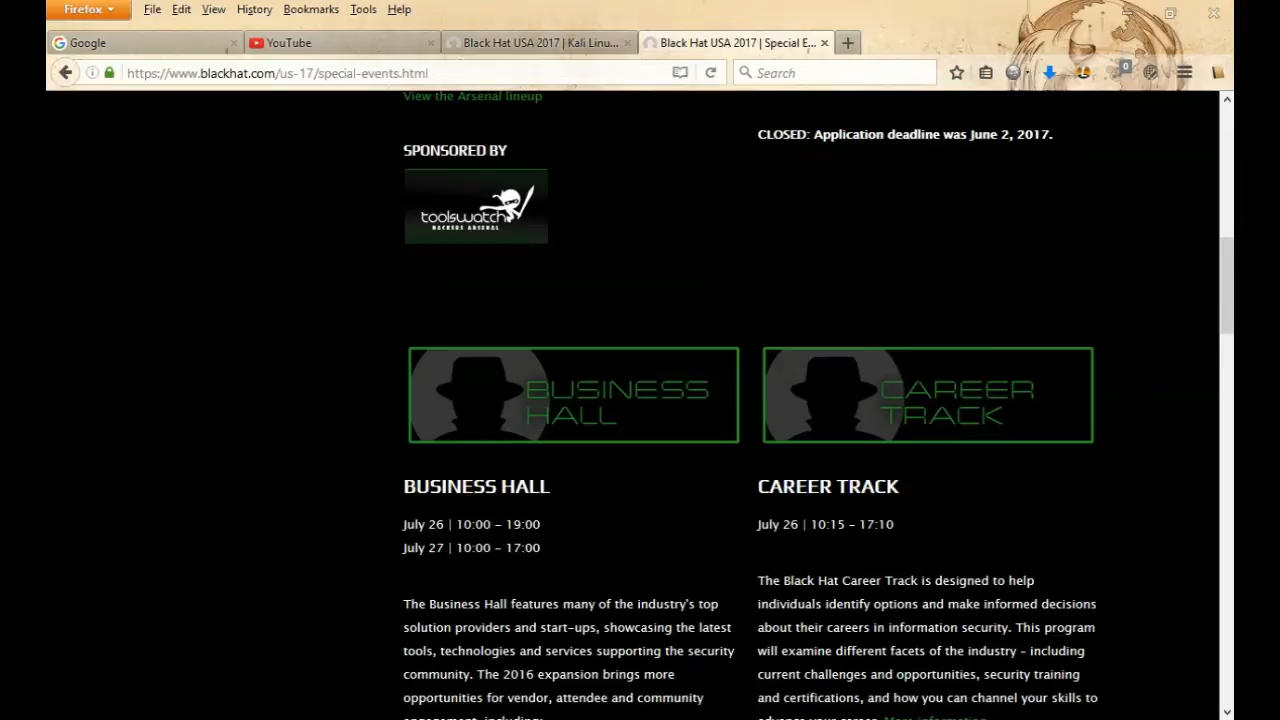 Firefox
File Edit View History Bookmarks Tools Help
Google
YouTube
Black Hat USA 2017 | Kali Linu...
Black Hat USA 2017 | Special E...
https://www.blackhat.com/us-17/special-events.html
Search
0
View the Arsenal lineup
SPONSORED BY
toolswatch
HACKERS ARSENAL
CLOSED: Application deadline was June 2, 2017.
BUSINESS
HALL
BUSINESS HALL
July 26 | 10:00 - 19:00
July 27 | 10:00 - 17:00
The Business Hall features many of the industry's top
solution providers and start-ups, showcasing the latest
tools, technologies and services supporting the security
community. The 2016 expansion brings more
opportunities for vendor, attendee and community
engagement, including:
CAREER
TRACK
CAREER TRACK
July 26 | 10:15 - 17:10
The Black Hat Career Track is designed to help
individuals identify options and make informed decisions
about their careers in information security. This program
will examine different facets of the industry - including
current challenges and opportunities, security training
and certifications, and how you can channel your skills to
advance your career. More information